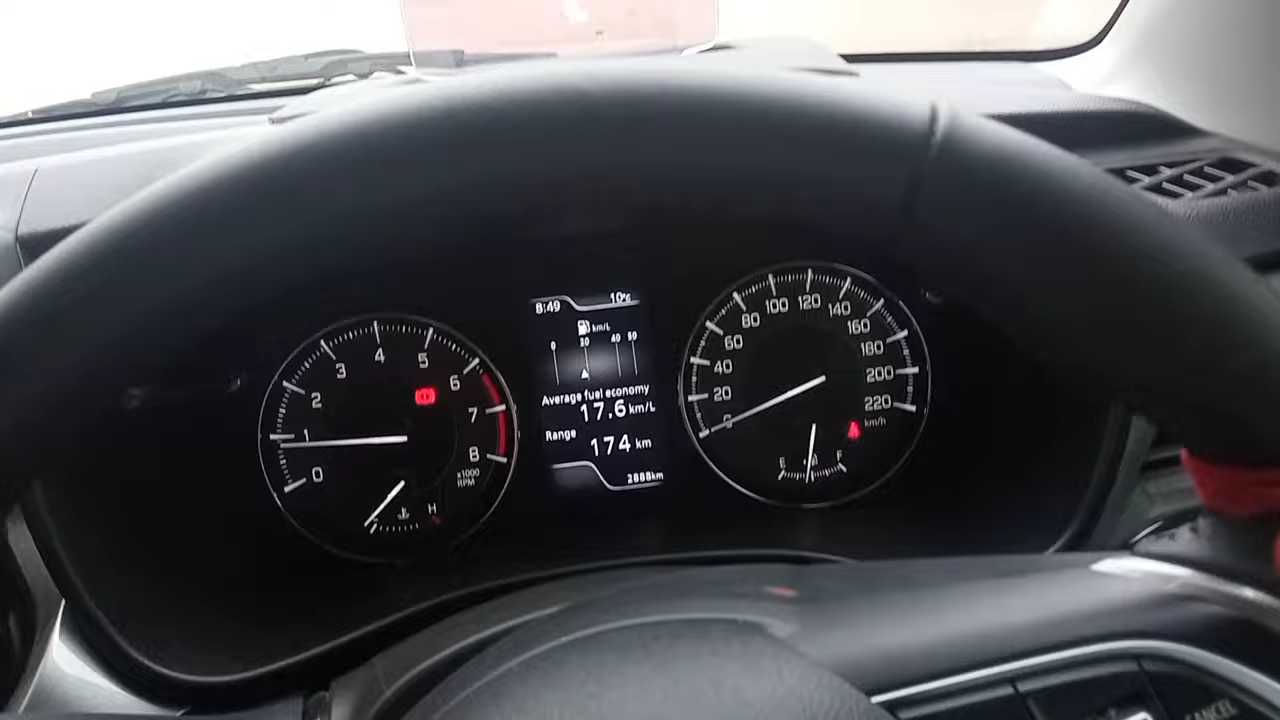 8:49 10°C
km/L
0 20 40 50
Average fuel economy
17.6 km/L
Range
174 km
2888km
0
1
2
3
4
5
6
7
8
x1000
RPM
H
20
40
60
80
100
120
140
160
180
200
220
km/h
E F
CANCEL